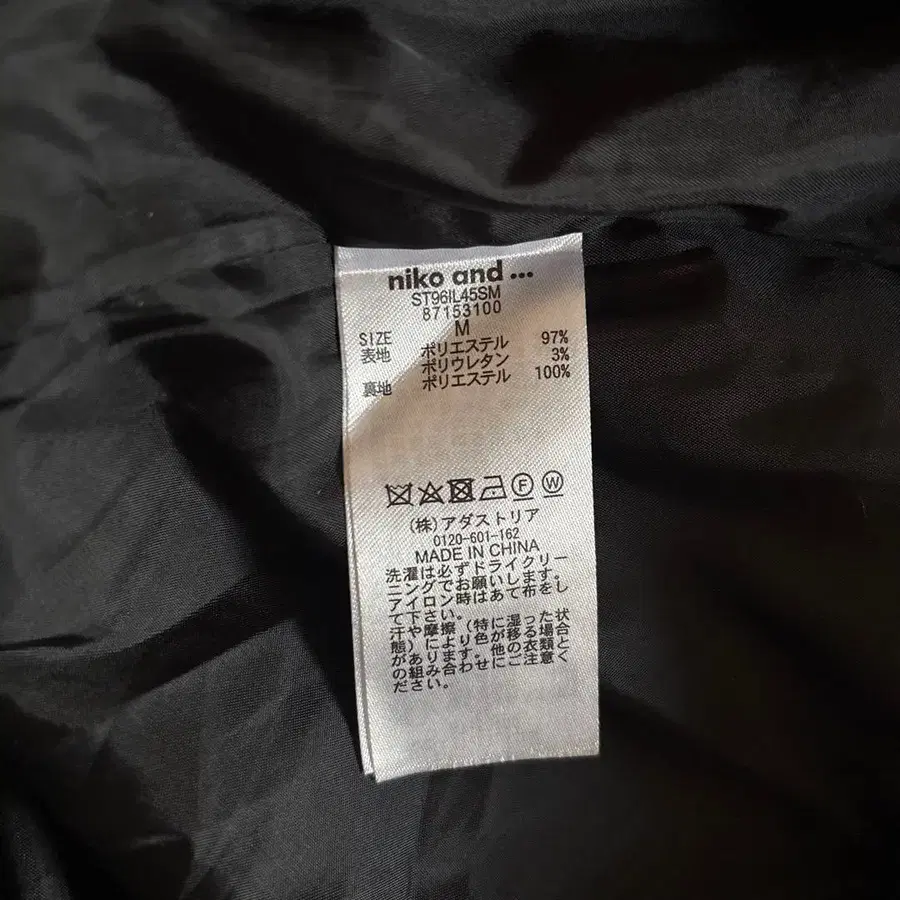 niko and ...
ST96IL45SM
87153100
SIZE M
表地 ポリエステル 97%
ポリウレタン 3%
裏地 ポリエステル 100%
F W
(株)アダストリア
0120-601-162
MADE IN CHINA
洗濯は必ずドライクリー
ニングでお願いします。
アイロン時はあて布をし
て下さい。
汗や摩擦(特に湿った状
態)により色が移る場合
があります。他の衣類と
の組み合わせにご注意く
ださい。